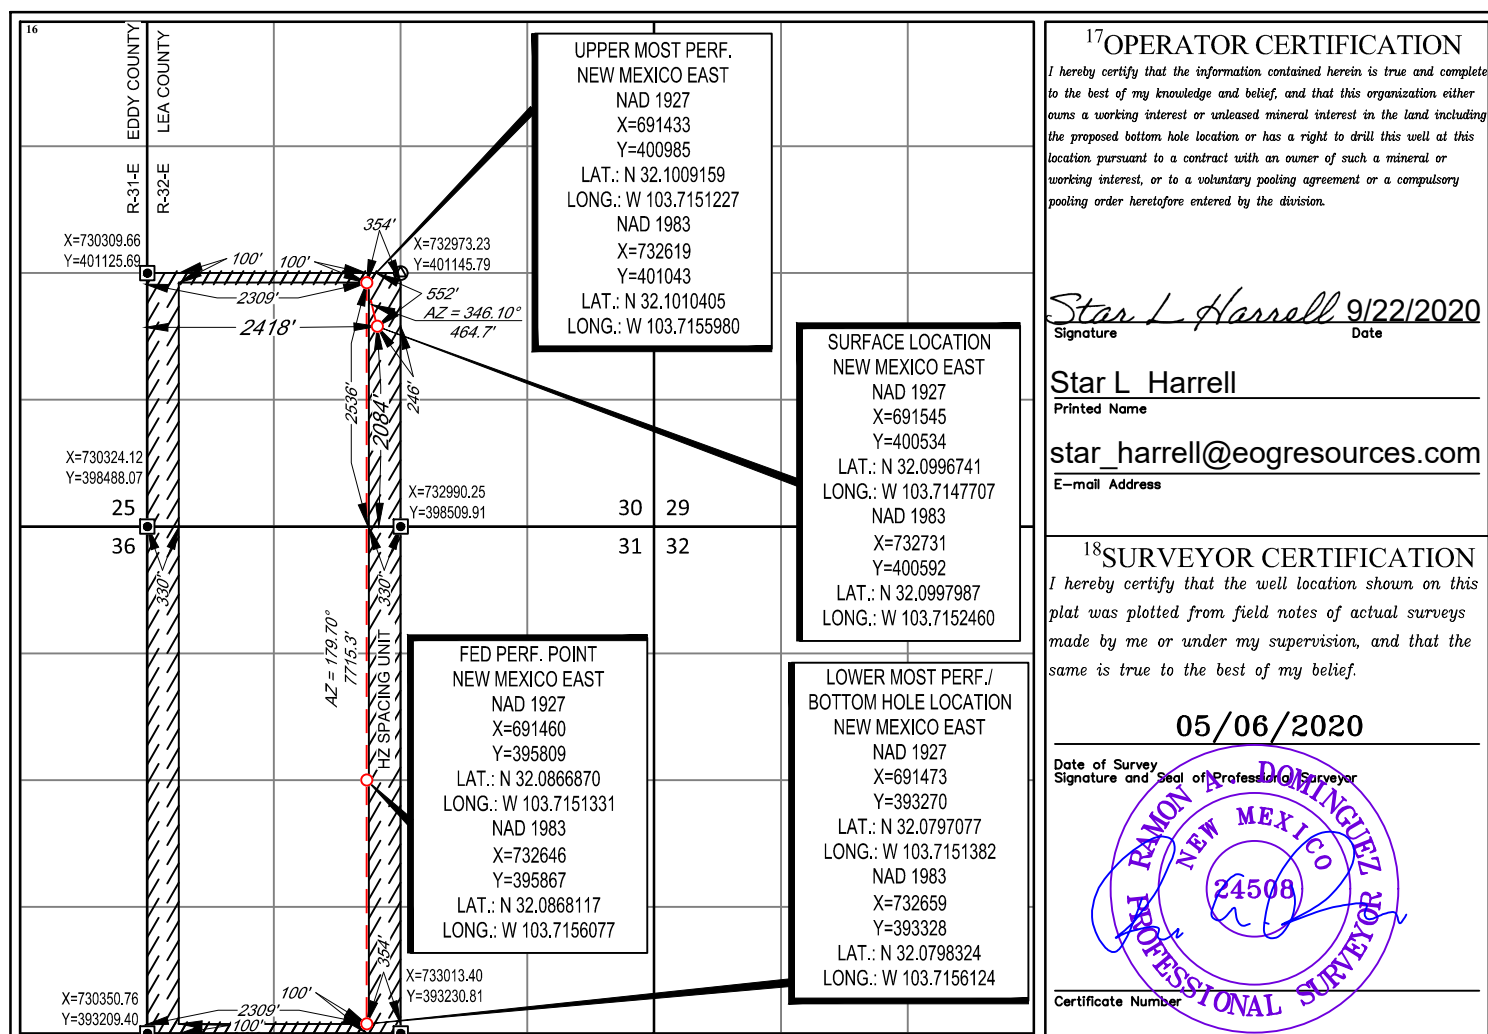 16
EDDY COUNTY
LEA COUNTY
R-31-E
R-32-E
X=730309.66
Y=401125.69
100'
100'
354'
X=732973.23
Y=401145.79
2309'
552'
AZ = 346.10°
464.7'
2418'
2536'
2084'
246'
X=730324.12
Y=398488.07
X=732990.25
Y=398509.91
25
30
29
36
31
32
330'
330'
AZ = 179.70°
7715.3'
HZ SPACING UNIT
354'
X=733013.40
Y=393230.81
X=730350.76
Y=393209.40
2309'
100'
100'
UPPER MOST PERF.
NEW MEXICO EAST
NAD 1927
X=691433
Y=400985
LAT.: N 32.1009159
LONG.: W 103.7151227
NAD 1983
X=732619
Y=401043
LAT.: N 32.1010405
LONG.: W 103.7155980
SURFACE LOCATION
NEW MEXICO EAST
NAD 1927
X=691545
Y=400534
LAT.: N 32.0996741
LONG.: W 103.7147707
NAD 1983
X=732731
Y=400592
LAT.: N 32.0997987
LONG.: W 103.7152460
FED PERF. POINT
NEW MEXICO EAST
NAD 1927
X=691460
Y=395809
LAT.: N 32.0866870
LONG.: W 103.7151331
NAD 1983
X=732646
Y=395867
LAT.: N 32.0868117
LONG.: W 103.7156077
LOWER MOST PERF./
BOTTOM HOLE LOCATION
NEW MEXICO EAST
NAD 1927
X=691473
Y=393270
LAT.: N 32.0797077
LONG.: W 103.7151382
NAD 1983
X=732659
Y=393328
LAT.: N 32.0798324
LONG.: W 103.7156124
17 OPERATOR CERTIFICATION
I hereby certify that the information contained herein is true and complete
to the best of my knowledge and belief, and that this organization either
owns a working interest or unleased mineral interest in the land including
the proposed bottom hole location or has a right to drill this well at this
location pursuant to a contract with an owner of such a mineral or
working interest, or to a voluntary pooling agreement or a compulsory
pooling order heretofore entered by the division.
Star L Harrell 9/22/2020
Signature Date
Star L Harrell
Printed Name
star_harrell@eogresources.com
E-mail Address
18 SURVEYOR CERTIFICATION
I hereby certify that the well location shown on this
plat was plotted from field notes of actual surveys
made by me or under my supervision, and that the
same is true to the best of my belief.
05/06/2020
Date of Survey
Signature and Seal of Professional Surveyor
RAMON A. DOMINGUEZ
NEW MEXICO
24508
PROFESSIONAL SURVEYOR
Certificate Number